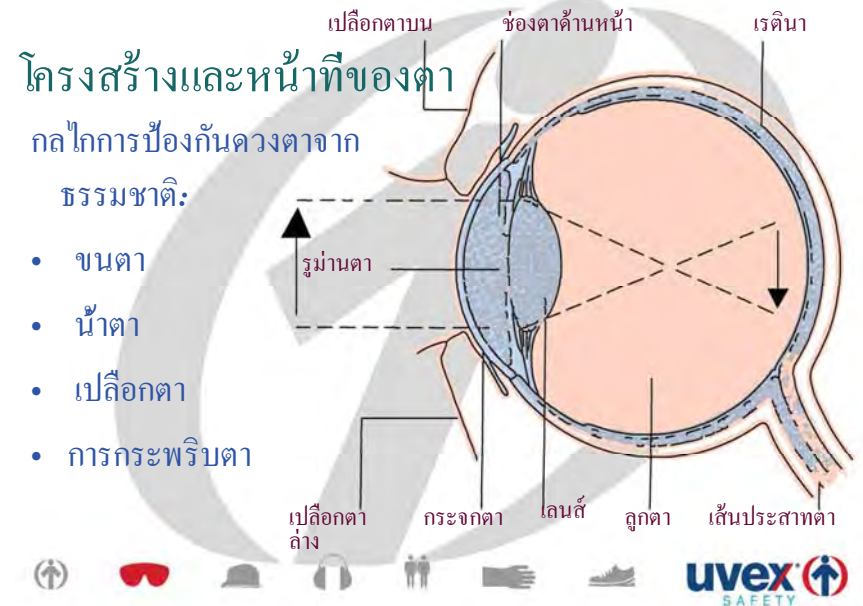 เปลือกตาบน
ช่องตาด้านหน้า
เรตินา
โครงสร้างและหน้าที่ของตา
กลไกการป้องกันดวงตาจาก
ธรรมชาติ:
• ขนตา
• น้ำตา
• เปลือกตา
• การกระพริบตา
รูม่านตา
เปลือกตา
ล่าง
กระจกตา
เลนส์
ลูกตา
เส้นประสาทตา
uvex
SAFETY